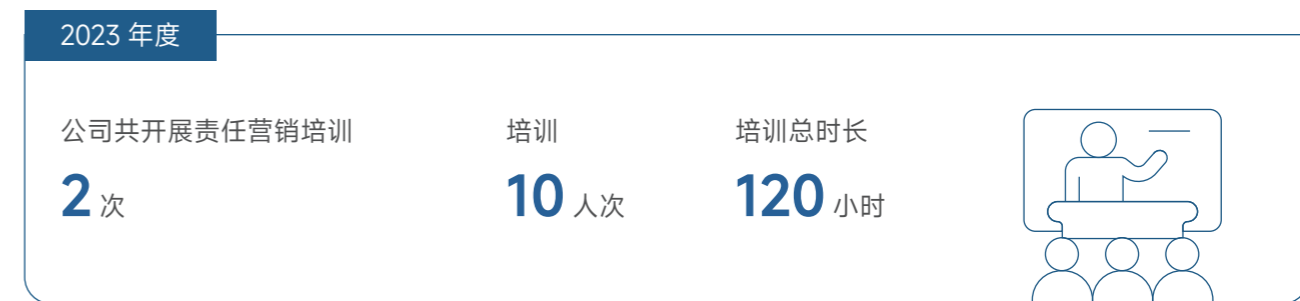 2023 年度
公司共开展责任营销培训
2 次
培训
10 人次
培训总时长
120 小时